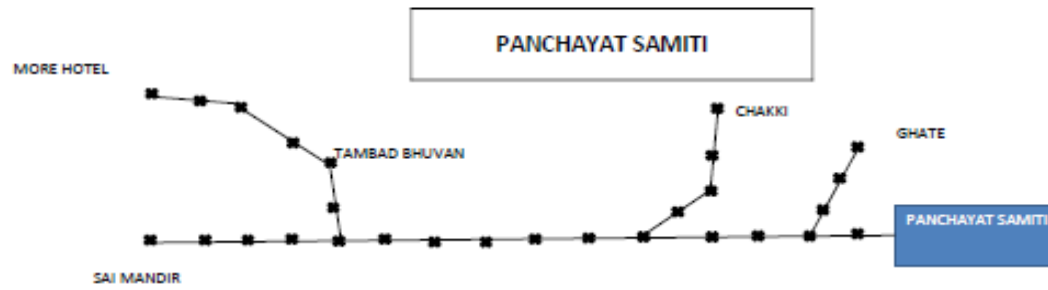 PANCHAYAT SAMITI
MORE HOTEL
CHAKKI
GHATE
TAMBAD BHUVAN
PANCHAYAT SAMITI
SAI MANDIR